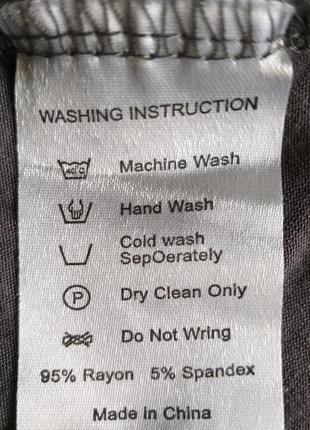 WASHING INSTRUCTION
40°C Machine Wash
Hand Wash
Cold wash
SepOerately
P Dry Clean Only
Do Not Wring
95% Rayon 5% Spandex
Made in China